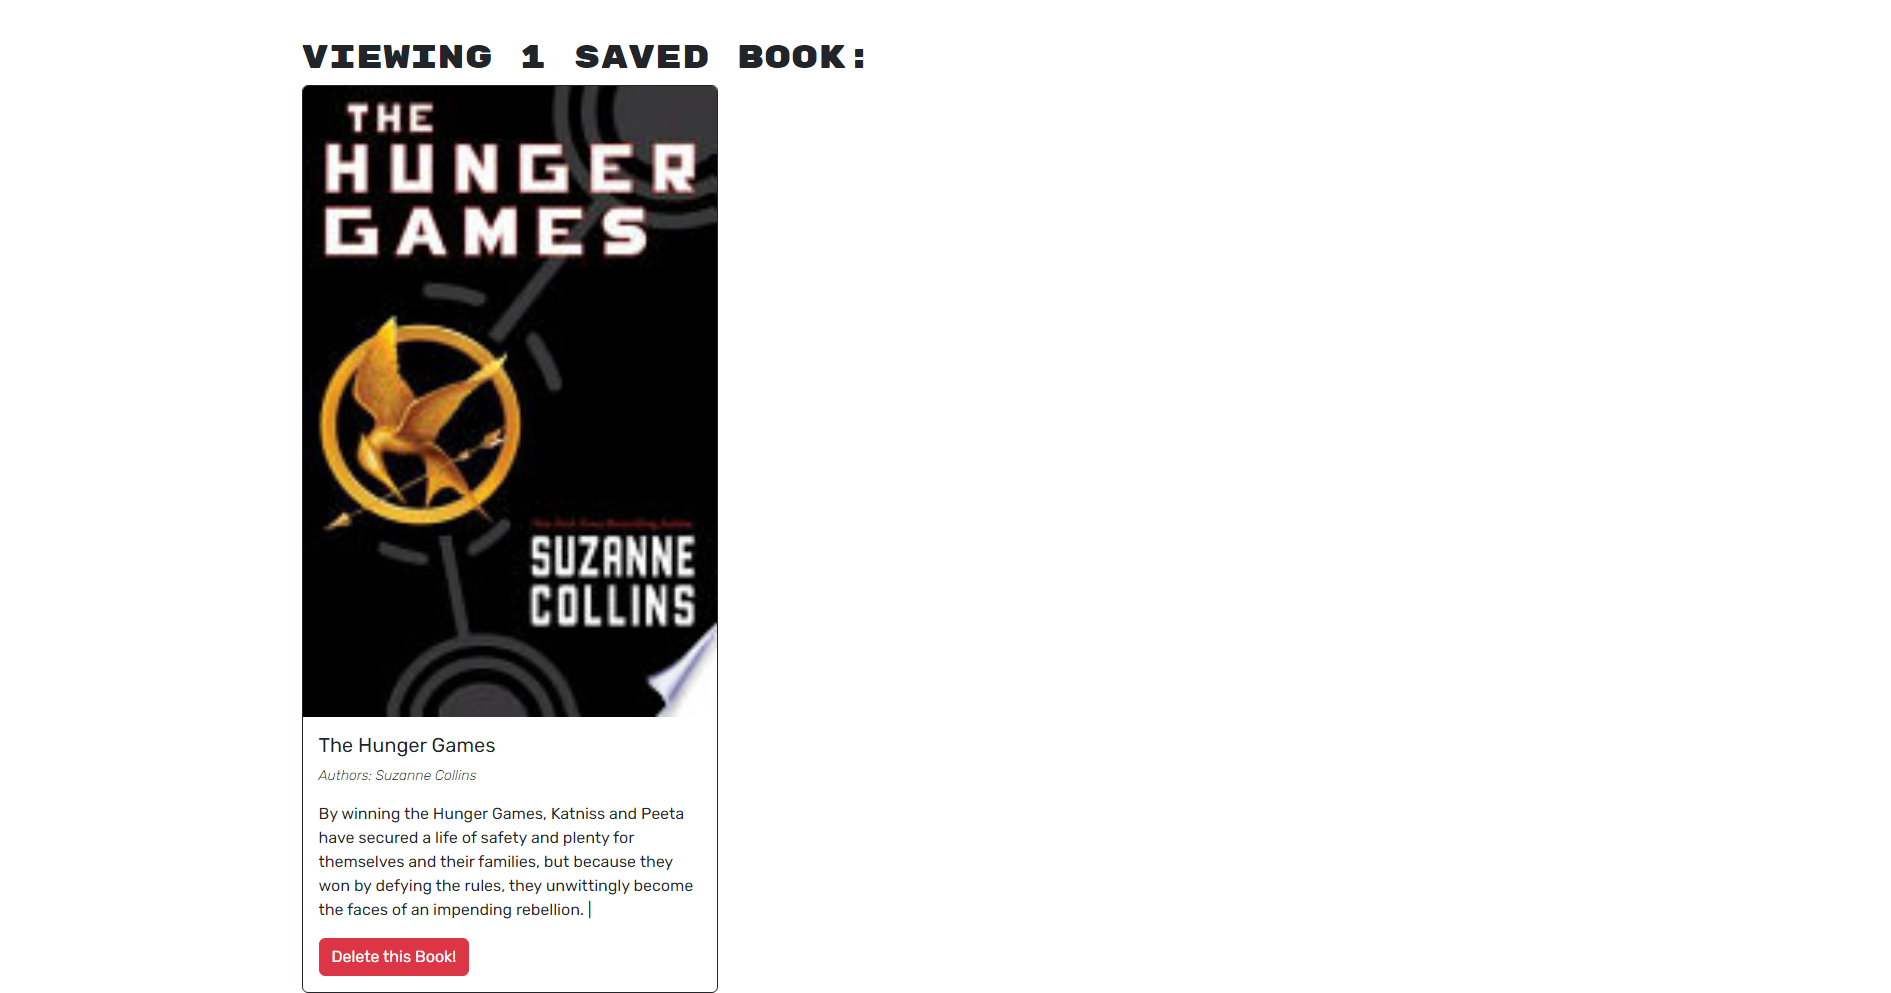 VIEWING 1 SAVED BOOK:
THE
HUNGER
GAMES
SUZANNE
COLLINS
The Hunger Games
Authors: Suzanne Collins
By winning the Hunger Games, Katniss and Peeta
have secured a life of safety and plenty for
themselves and their families, but because they
won by defying the rules, they unwittingly become
the faces of an impending rebellion. |
Delete this Book!